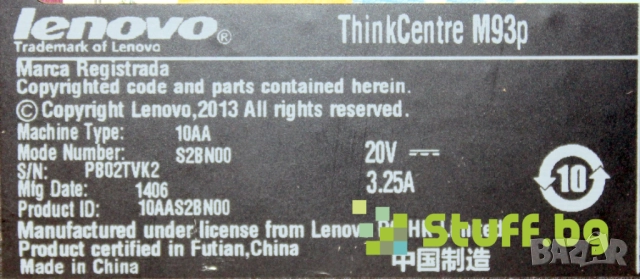 lenovo® ThinkCentre M93p
Trademark of Lenovo
Marca Registrada
Copyrighted code and parts contained herein.
© Copyright Lenovo,2013 All rights reserved.
Machine Type: 10AA
Mode Number: S2BN00
S/N: PB02TVK2
Mfg Date: 1406
Product ID: 10AAS2BN00
20V
3.25A
10
Manufactured under license from Lenovo
Product certified in Futian,China
Made in China
中国制造
Stuff.bg
bazar